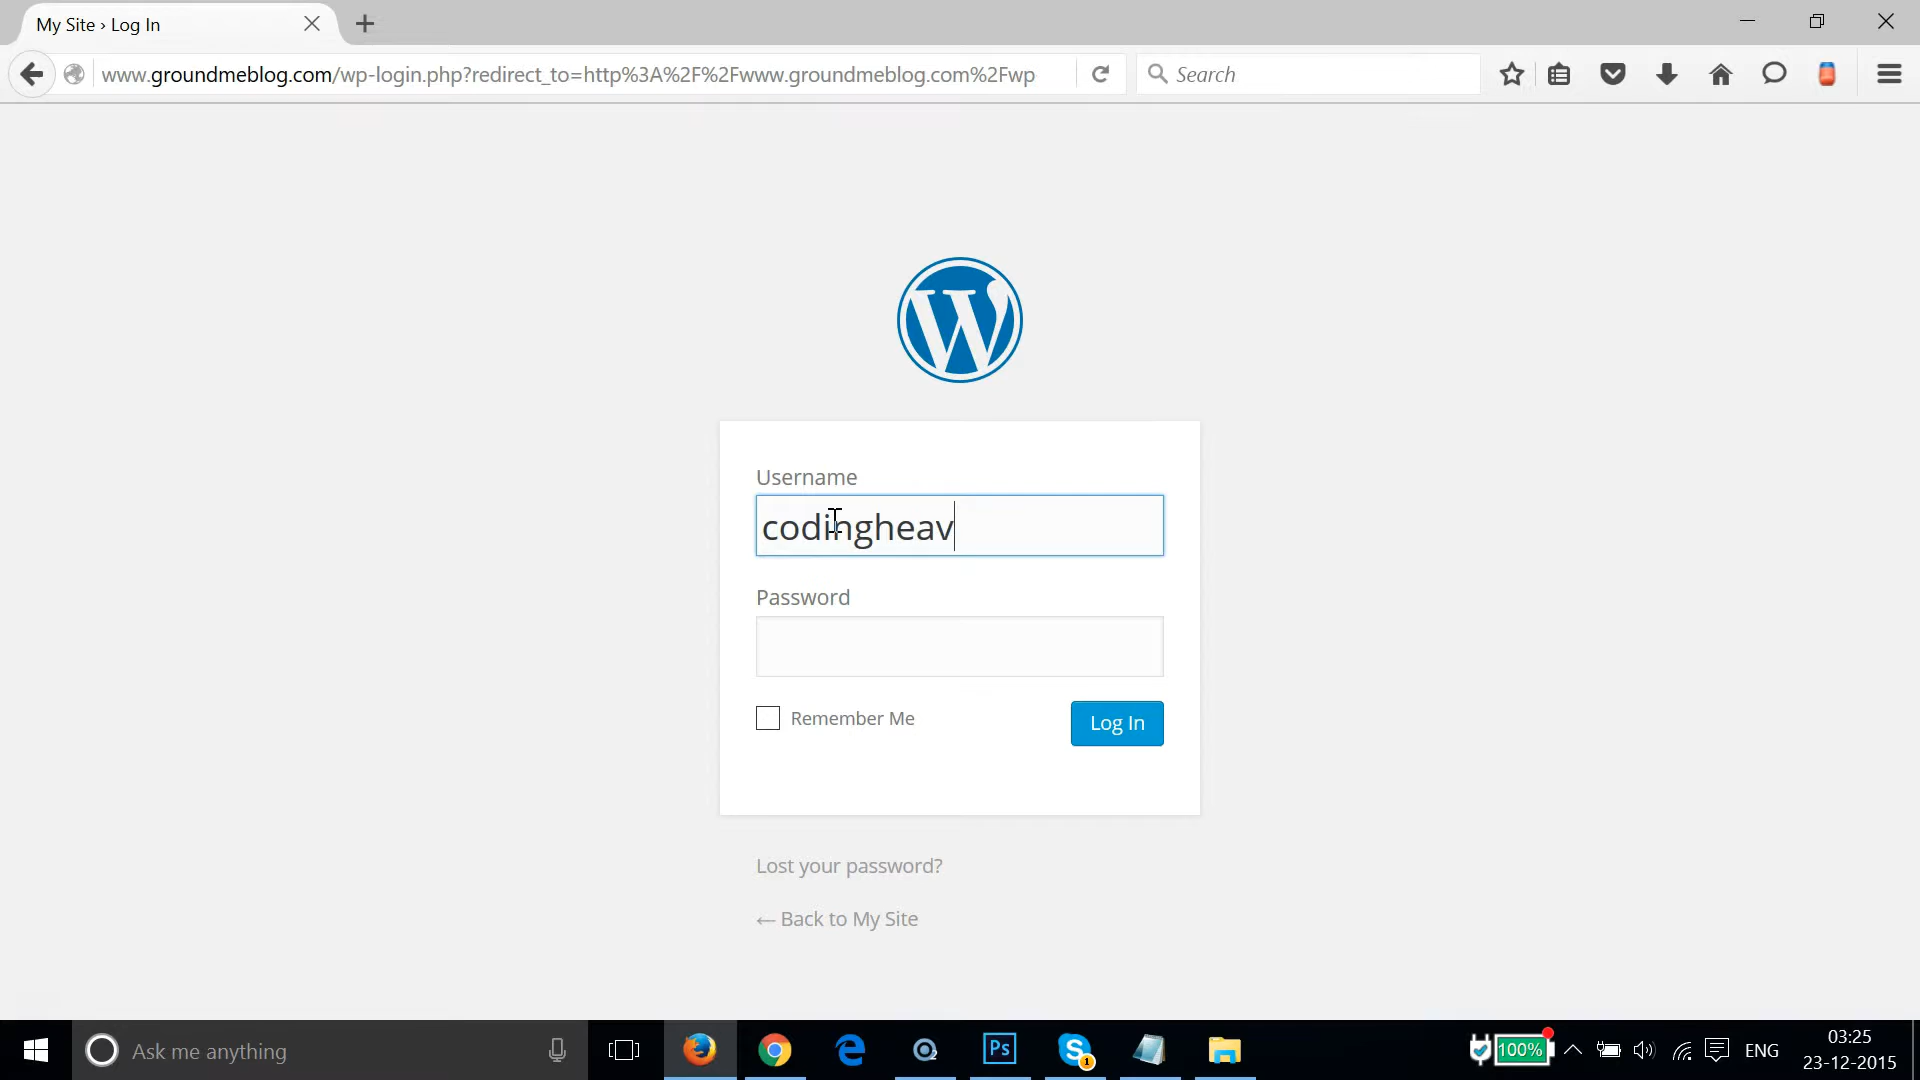 My Site › Log In
www.groundmeblog.com/wp-login.php?redirect_to=http%3A%2F%2Fwww.groundmeblog.com%2Fwp
Search
Username
codingheav
Password
Remember Me
Log In
Lost your password?
← Back to My Site
Ask me anything
Ps
1
100%
ENG
03:25
23-12-2015